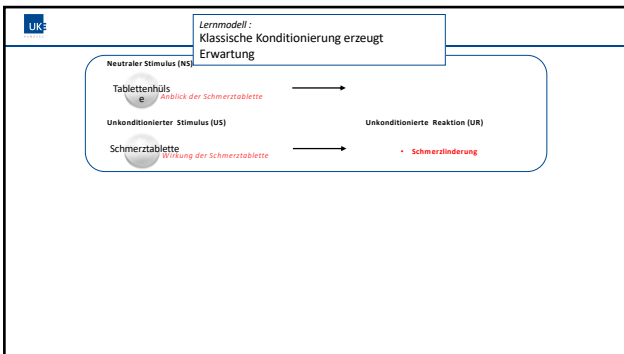 UKE
HAMBURG
Lernmodell :
Klassische Konditionierung erzeugt
Erwartung
Neutraler Stimulus (NS)
Tablettenhüls
e
Anblick der Schmerztablette
Unkonditionierter Stimulus (US)
Unkonditionierte Reaktion (UR)
Schmerztablette
Wirkung der Schmerztablette
• Schmerzlinderung